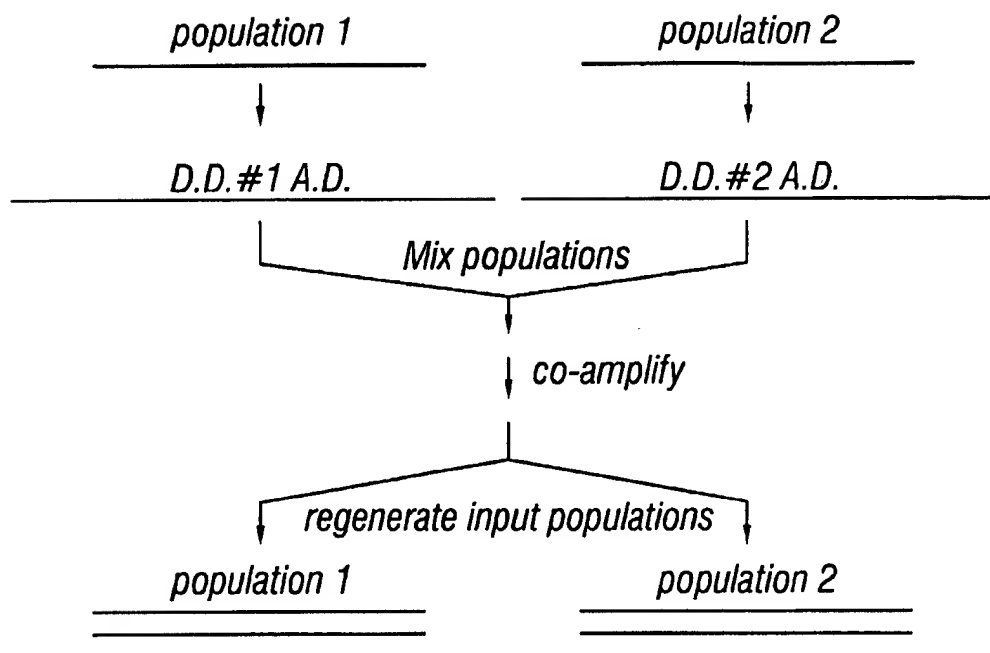 population 1
population 2
D.D.#1 A.D.
D.D.#2 A.D.
Mix populations
co-amplify
regenerate input populations
population 1
population 2